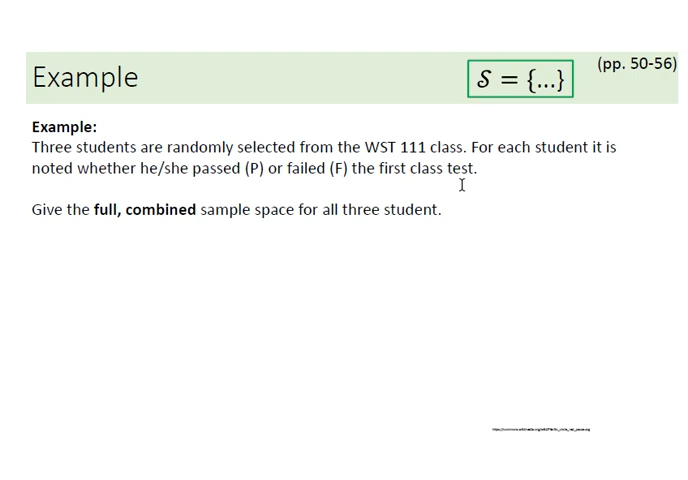 Example
𝒮 = {...}
(pp. 50-56)
Example:
Three students are randomly selected from the WST 111 class. For each student it is
noted whether he/she passed (P) or failed (F) the first class test.
Give the full, combined sample space for all three student.